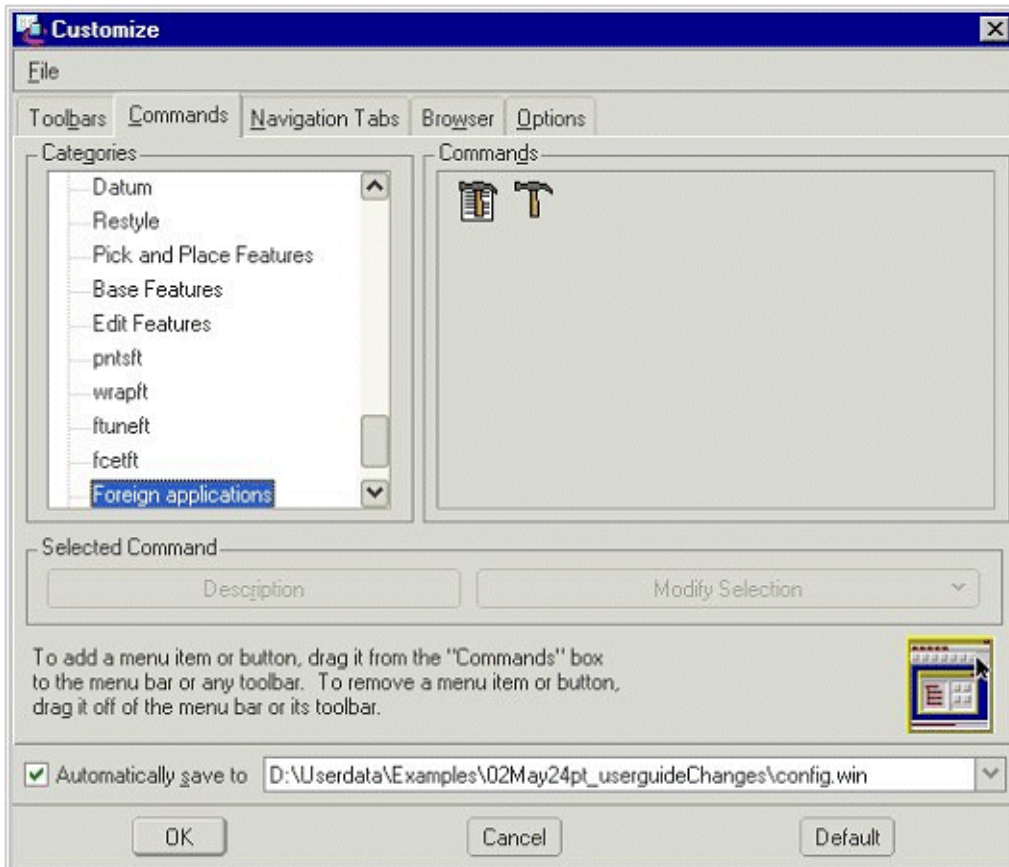 Customize
File
Toolbars Commands Navigation Tabs Browser Options
Categories
Datum
Restyle
Pick and Place Features
Base Features
Edit Features
pntsft
wrapft
ftuneft
fcetft
Foreign applications
Commands
Selected Command
Description Modify Selection
To add a menu item or button, drag it from the "Commands" box
to the menu bar or any toolbar. To remove a menu item or button,
drag it off of the menu bar or its toolbar.
Automatically save to D:\Userdata\Examples\02May24pt_userguideChanges\config.win
OK Cancel Default